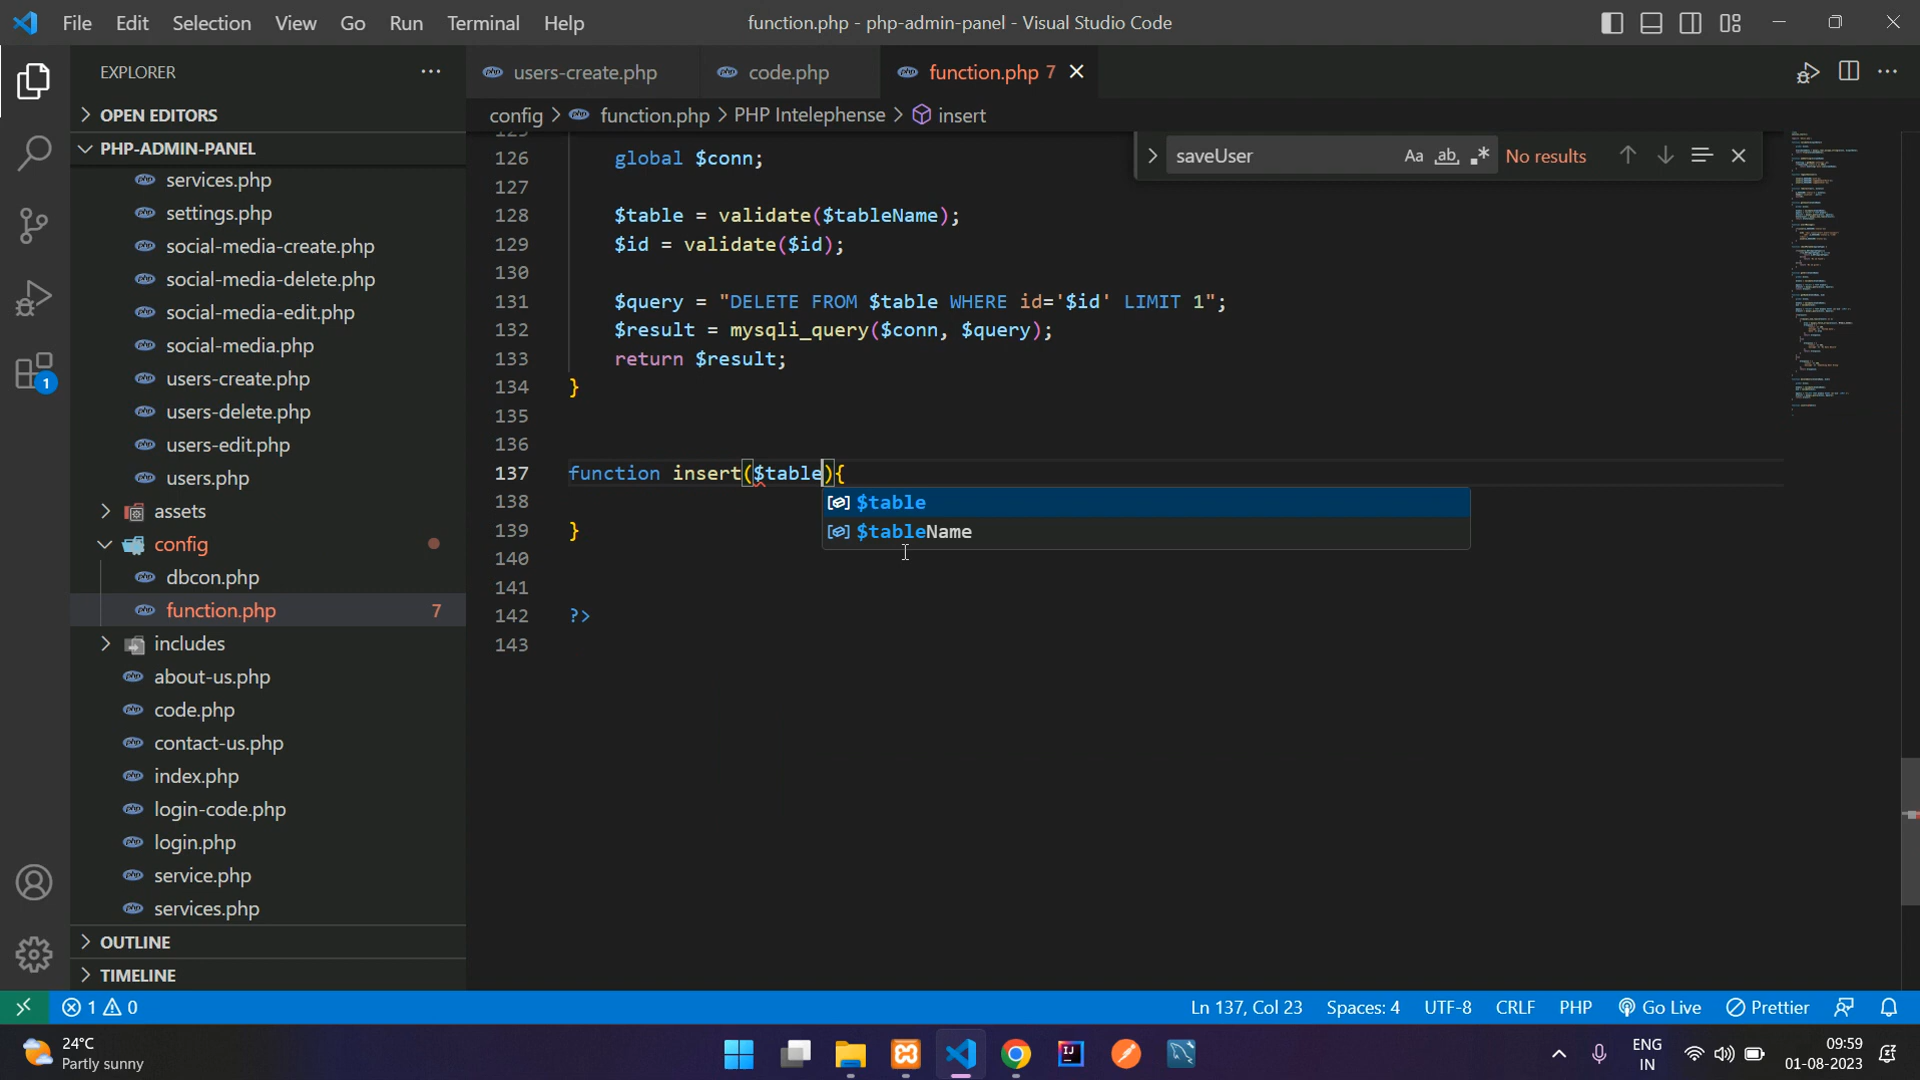 File Edit Selection View Go Run Terminal Help
function.php - php-admin-panel - Visual Studio Code
EXPLORER
users-create.php
code.php
function.php 7
OPEN EDITORS
config > function.php > PHP Intelephense > insert
PHP-ADMIN-PANEL
services.php
settings.php
social-media-create.php
social-media-delete.php
social-media-edit.php
social-media.php
users-create.php
users-delete.php
users-edit.php
users.php
assets
config
dbcon.php
function.php 7
includes
about-us.php
code.php
contact-us.php
index.php
login-code.php
login.php
service.php
services.php
OUTLINE
TIMELINE
1
saveUser Aa ab No results
125
126 global $conn;
127
128 $table = validate($tableName);
129 $id = validate($id);
130
131 $query = "DELETE FROM $table WHERE id='$id' LIMIT 1";
132 $result = mysqli_query($conn, $query);
133 return $result;
134 }
135
136
137 function insert($table){
138 $table
139 } $tableName
140
141
142 ?>
143
1 0
Ln 137, Col 23 Spaces: 4 UTF-8 CRLF PHP Go Live Prettier
24°C
Partly sunny
ENG
IN
09:59
01-08-2023